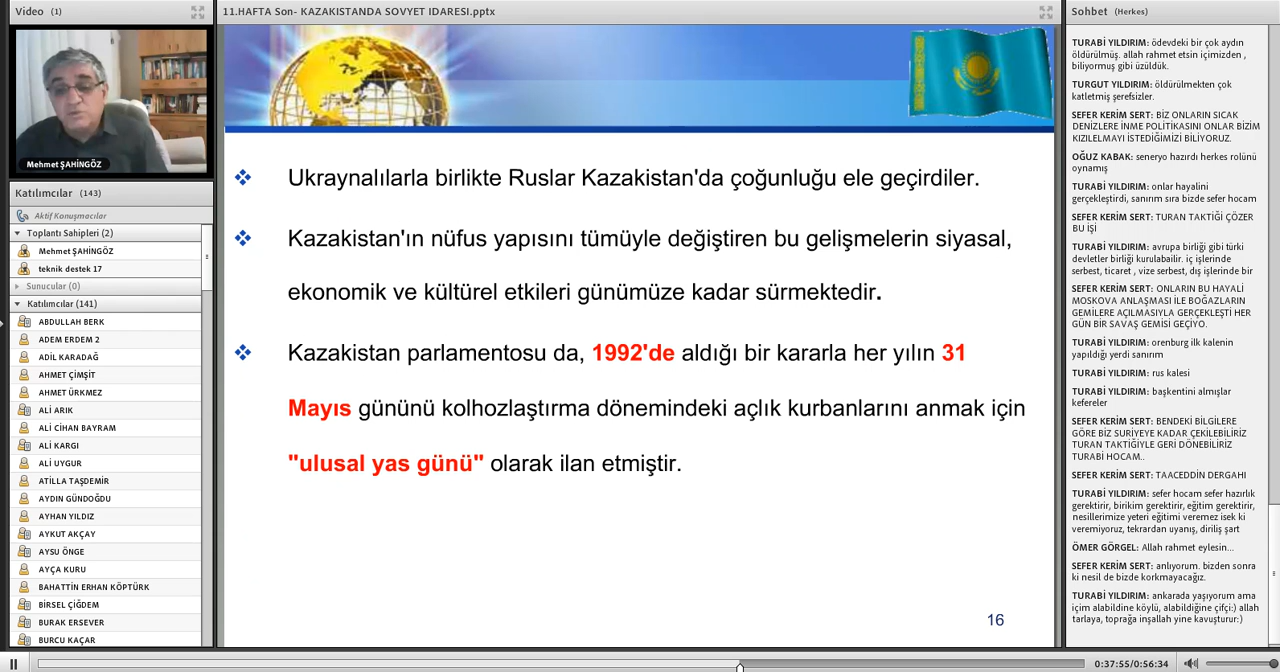 Video (1)
Mehmet ŞAHİNGÖZ
Katılımcılar (143)
Aktif Konuşmacılar
Toplantı Sahipleri (2)
Mehmet ŞAHİNGÖZ
teknik destek 17
Sunucular (0)
Katılımcılar (141)
ABDULLAH BERK
ADEM ERDEM 2
ADİL KARADAĞ
AHMET ÇİMŞİT
AHMET ÜRKMEZ
ALİ ARIK
ALİ CİHAN BAYRAM
ALİ KARGI
ALİ UYGUR
ATİLLA TAŞDEMİR
AYDIN GÜNDOĞDU
AYHAN YILDIZ
AYKUT AKÇAY
AYSU ÖNGE
AYÇA KURU
BAHATTİN ERHAN KÖPTÜRK
BİRSEL ÇİĞDEM
BURAK ERSEVER
BURCU KAÇAR
11.HAFTA Son- KAZAKISTANDA SOVYET IDARESI.pptx
Ukraynalılarla birlikte Ruslar Kazakistan'da çoğunluğu ele geçirdiler.
Kazakistan'ın nüfus yapısını tümüyle değiştiren bu gelişmelerin siyasal,
ekonomik ve kültürel etkileri günümüze kadar sürmektedir.
Kazakistan parlamentosu da, 1992'de aldığı bir kararla her yılın 31
Mayıs gününü kolhozlaştırma dönemindeki açlık kurbanlarını anmak için
"ulusal yas günü" olarak ilan etmiştir.
16
Sohbet (Herkes)
TURABİ YILDIRIM: ödevdeki bir çok aydın
öldürülmüş. allah rahmet etsin içimizden ,
biliyormuş gibi üzüldük.
TURGUT YILDIRIM: öldürülmekten çok
katletmiş şerefsizler.
SEFER KERİM SERT: BİZ ONLARIN SICAK
DENİZLERE İNME POLİTİKASINI ONLAR BİZİM
KIZILELMAYI İSTEDİĞİMİZİ BİLİYORUZ.
OĞUZ KABAK: seneryo hazırdı herkes rolünü
oynamış
TURABİ YILDIRIM: onlar hayalini
gerçekleştirdi, sanırım sıra bizde sefer hocam
SEFER KERİM SERT: TURAN TAKTİĞİ ÇÖZER
BU İŞİ
TURABİ YILDIRIM: avrupa birliği gibi türki
devletler birliği kurulabailir. iç işlerinde
serbest, ticaret , vize serbest, dış işlerinde bir
SEFER KERİM SERT: ONLARIN BU HAYALİ
MOSKOVA ANLAŞMASI İLE BOĞAZLARIN
GEMİLERE AÇILMASIYLA GERÇEKLEŞTİ HER
GÜN BİR SAVAŞ GEMİSİ GEÇİYO.
TURABİ YILDIRIM: orenburg ilk kalenin
yapıldığı yerdi sanırım
TURABİ YILDIRIM: rus kalesi
TURABİ YILDIRIM: başkentini almışlar
kefereler
SEFER KERİM SERT: BENDEKİ BİLGİLERE
GÖRE BİZ SURİYEYE KADAR ÇEKİLEBİLİRİZ
TURAN TAKTİĞİYLE GERİ DÖNEBİLİRİZ
TURABİ HOCAM..
SEFER KERİM SERT: TAACEDDİN DERGAHI
TURABİ YILDIRIM: sefer hocam sefer hazırlık
gerektirir, birikim gerektirir, eğitim gerektirir,
nesillerimize yeteri eğitimi veremez isek ki
veremiyoruz, tekrardan uyanış, diriliş şart
ÖMER GÖRGEL: Allah rahmet eylesin...
SEFER KERİM SERT: anlıyorum. bizden sonra
ki nesil de bizde korkmayacağız.
TURABİ YILDIRIM: ankarada yaşıyorum ama
içim alabildine köylü, alabildiğine çifçi:) allah
tarlaya, toprağa inşallah yine kavuşturur:)
0:37:55/0:56:34